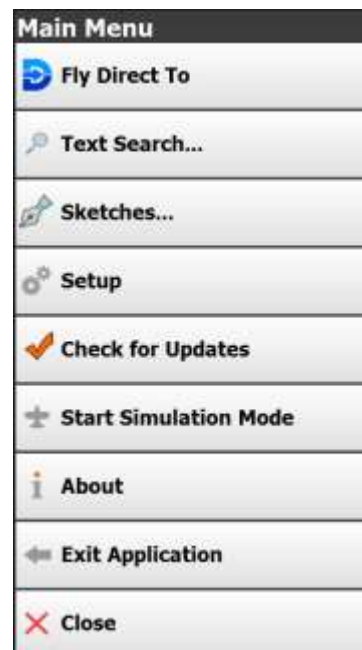 Main Menu
Fly Direct To
Text Search...
Sketches...
Setup
Check for Updates
Start Simulation Mode
About
Exit Application
Close